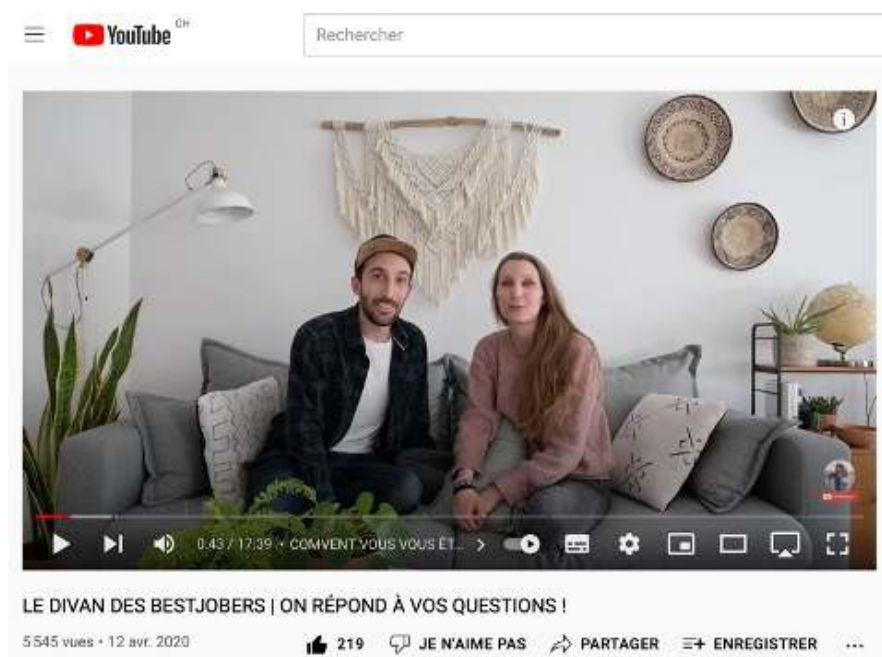 YouTube CH
Rechercher
0:43 / 17:39 • COMVENT VOUS VOUS ÊT...
LE DIVAN DES BESTJOBERS | ON RÉPOND À VOS QUESTIONS !
5 545 vues • 12 avr. 2020
219 JE N'AIME PAS PARTAGER ENREGISTRER ...